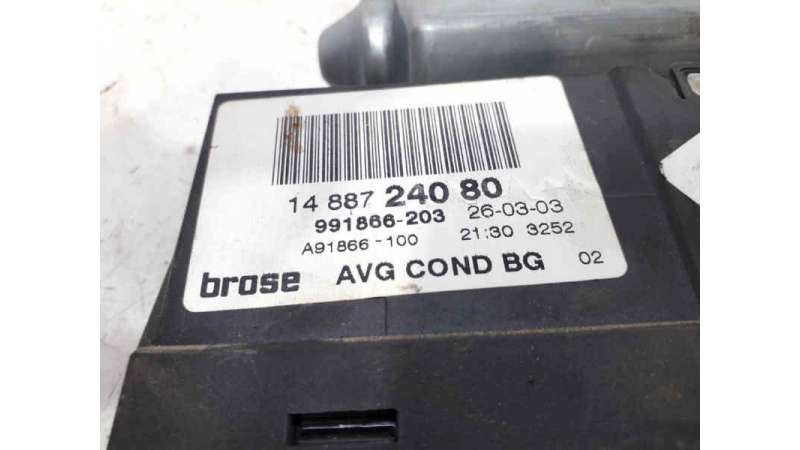 14 887 240 80
991866-203 26-03-03
A91866-100 21:30 3252
brose AVG COND BG 02